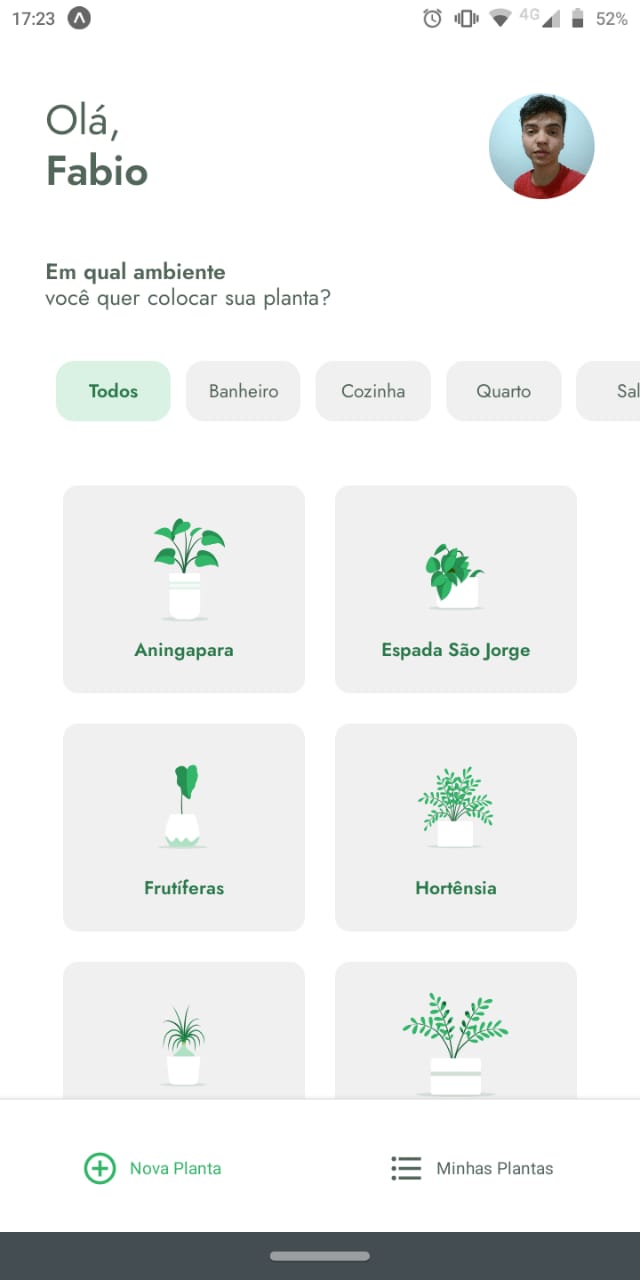 17:23 4G 52%
Olá,
Fabio
Em qual ambiente
você quer colocar sua planta?
Todos Banheiro Cozinha Quarto Sal
Aningapara Espada São Jorge
Frutíferas Hortênsia
Nova Planta Minhas Plantas